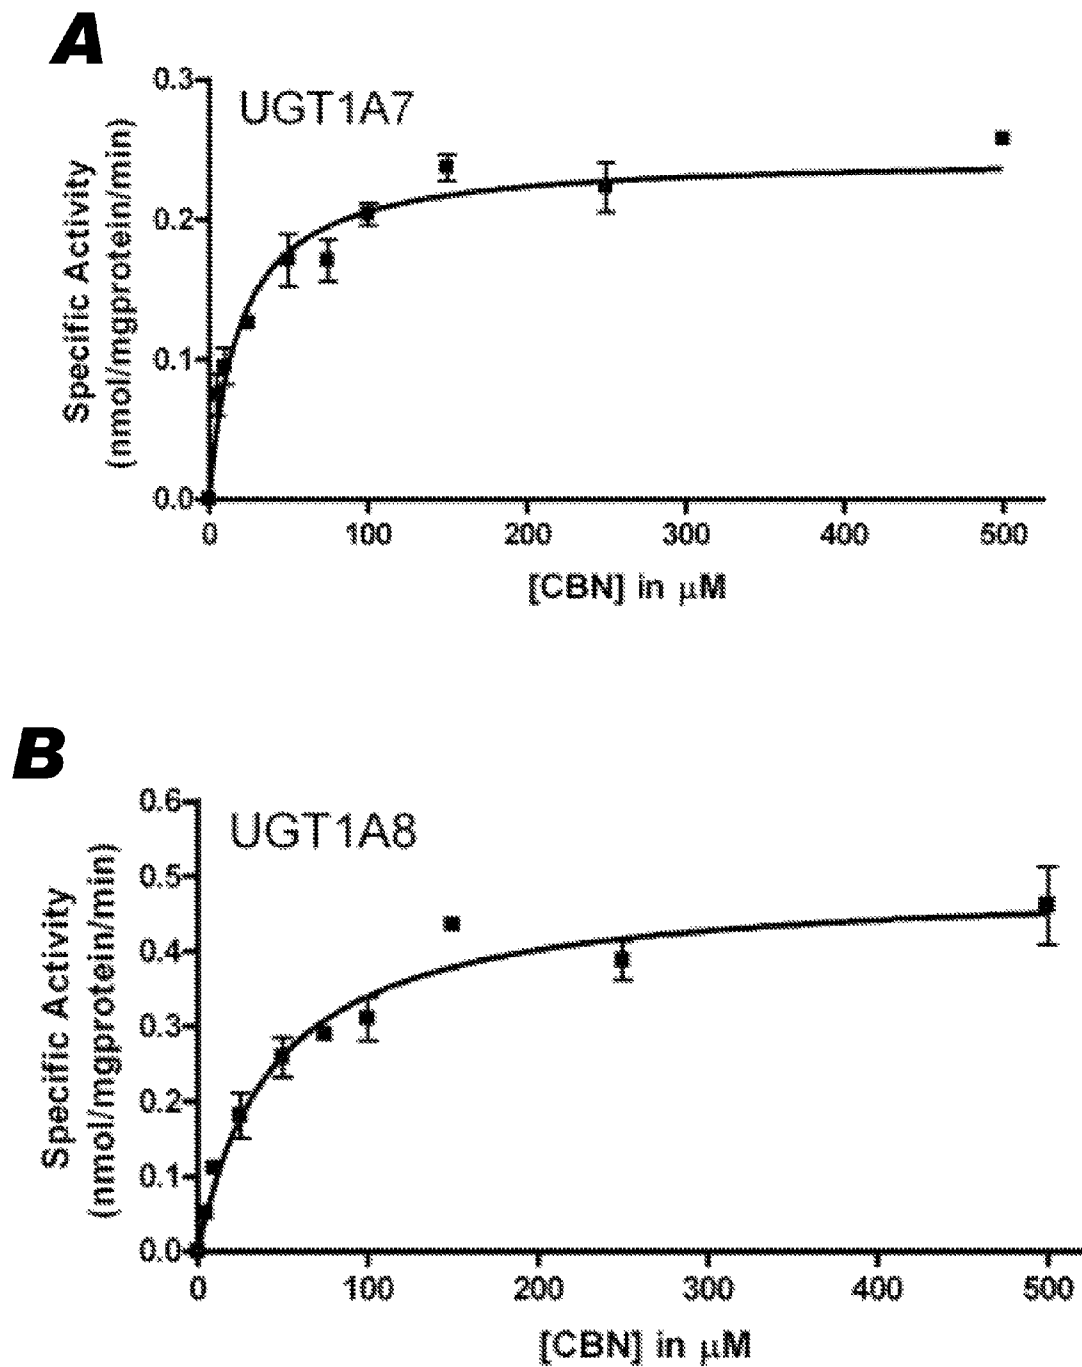 A
UGT1A7
Specific Activity
(nmol/mgprotein/min)
0.3
0.2
0.1
0.0
0 100 200 300 400 500
[CBN] in μM
B
UGT1A8
Specific Activity
(nmol/mgprotein/min)
0.6
0.5
0.4
0.3
0.2
0.1
0.0
0 100 200 300 400 500
[CBN] in μM